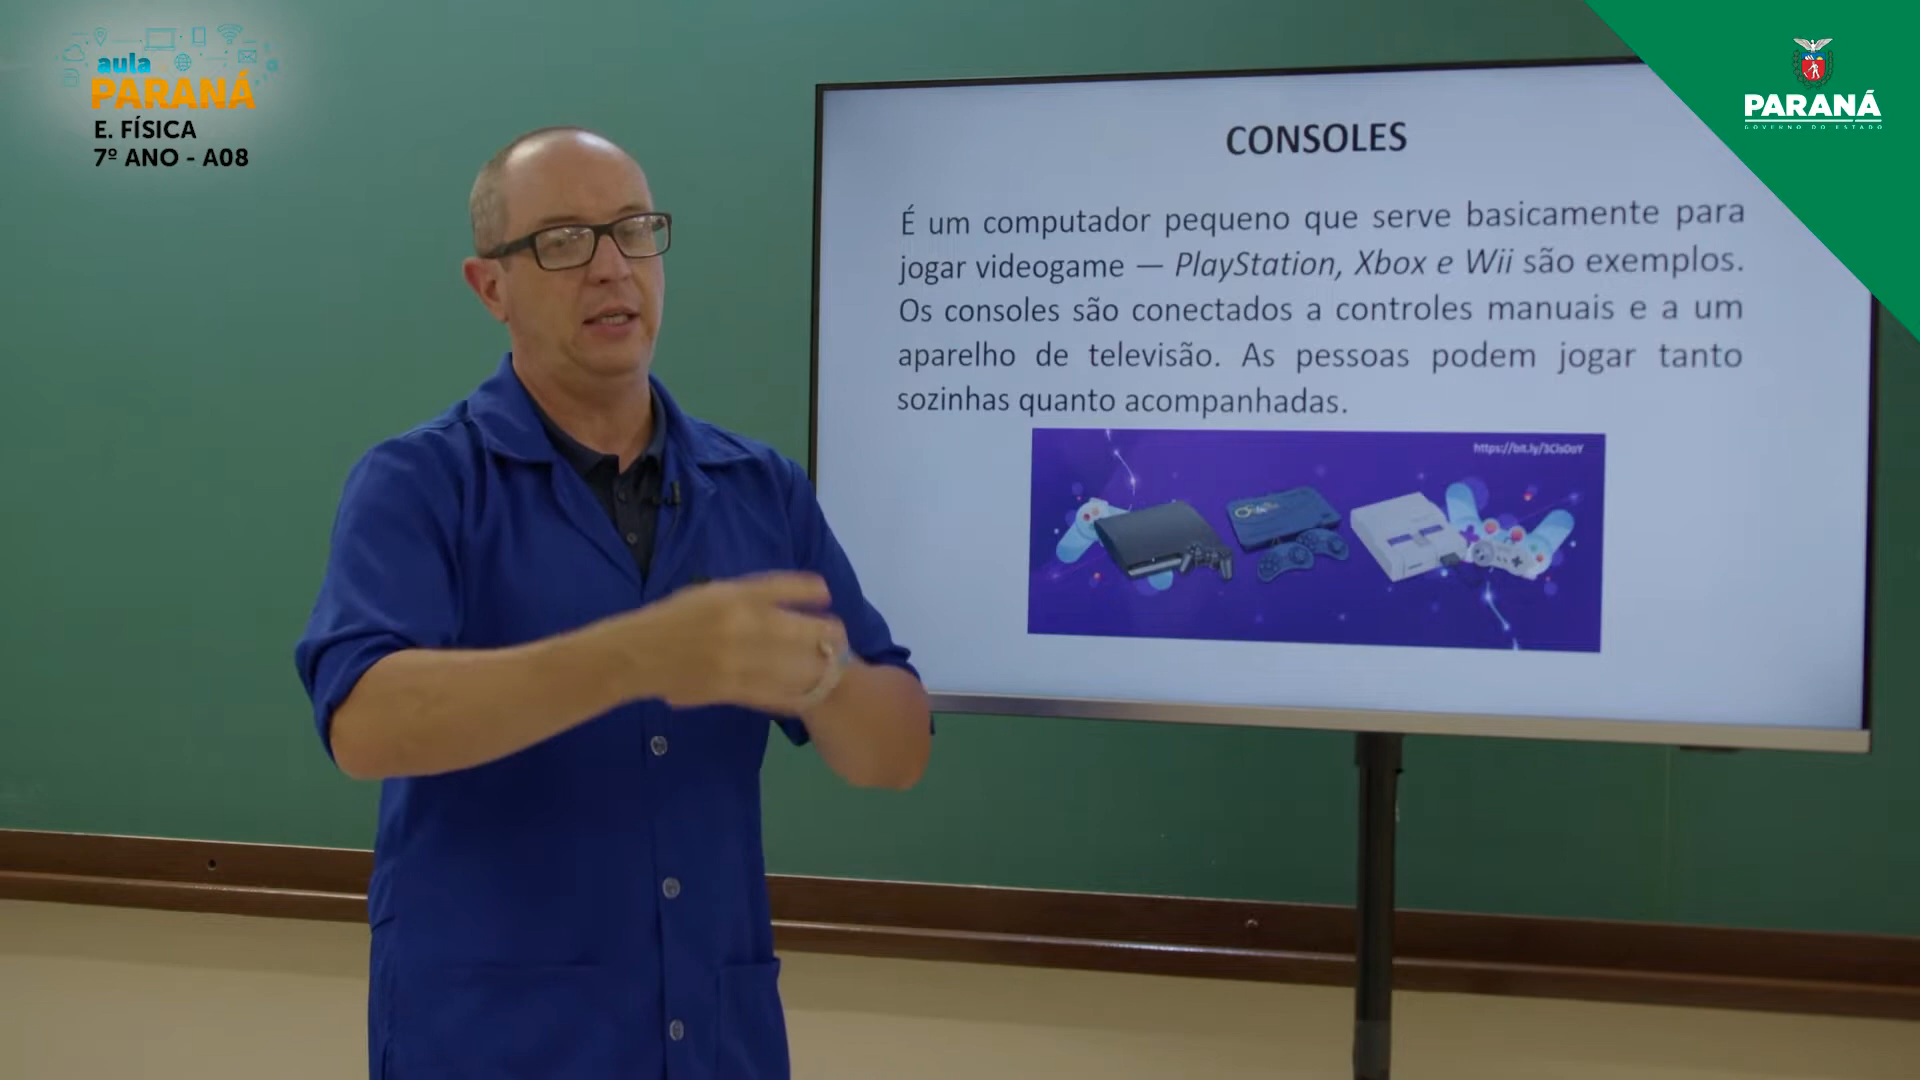 aula
PARANÁ
E. FÍSICA
7º ANO - A08
PARANÁ
GOVERNO DO ESTADO
CONSOLES
É um computador pequeno que serve basicamente para
jogar videogame — PlayStation, Xbox e Wii são exemplos.
Os consoles são conectados a controles manuais e a um
aparelho de televisão. As pessoas podem jogar tanto
sozinhas quanto acompanhadas.